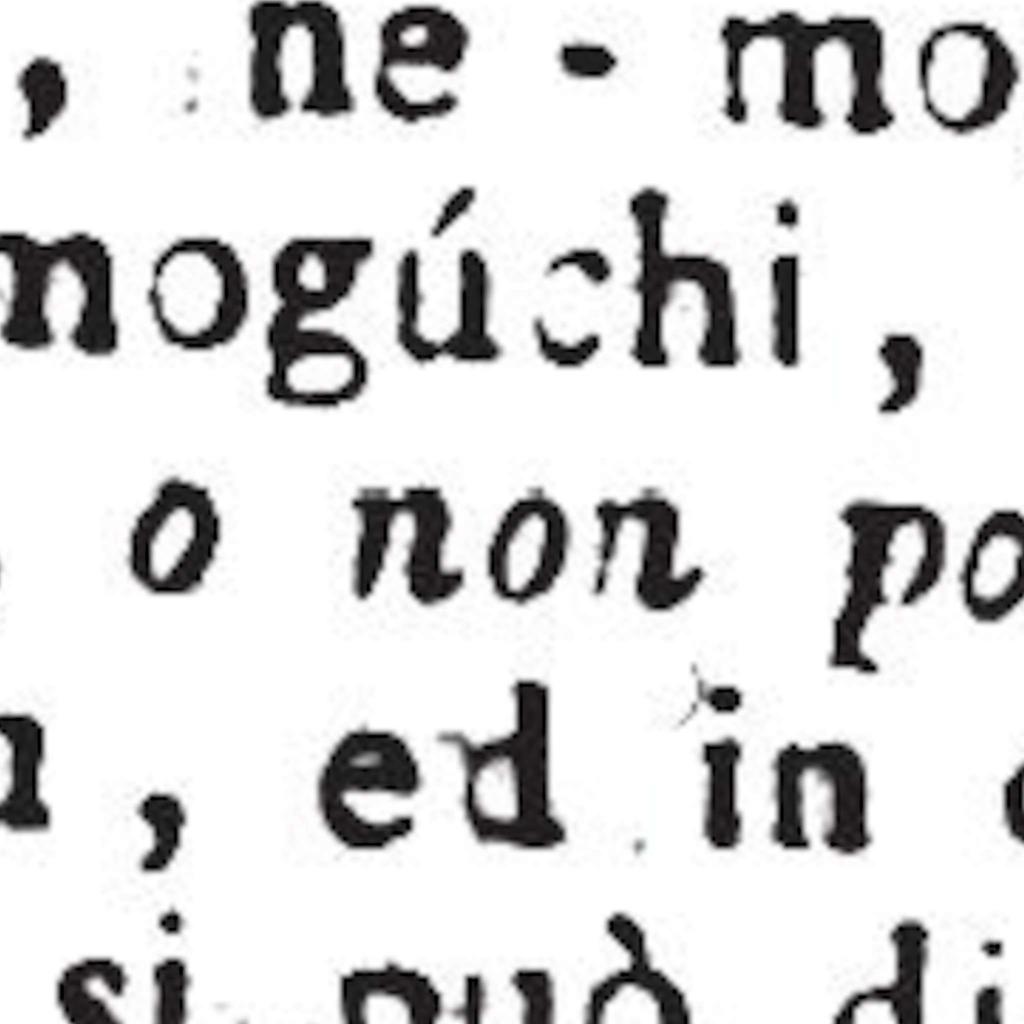 , ne - mo
mogúchi ,
o non po
, ed in
si può di